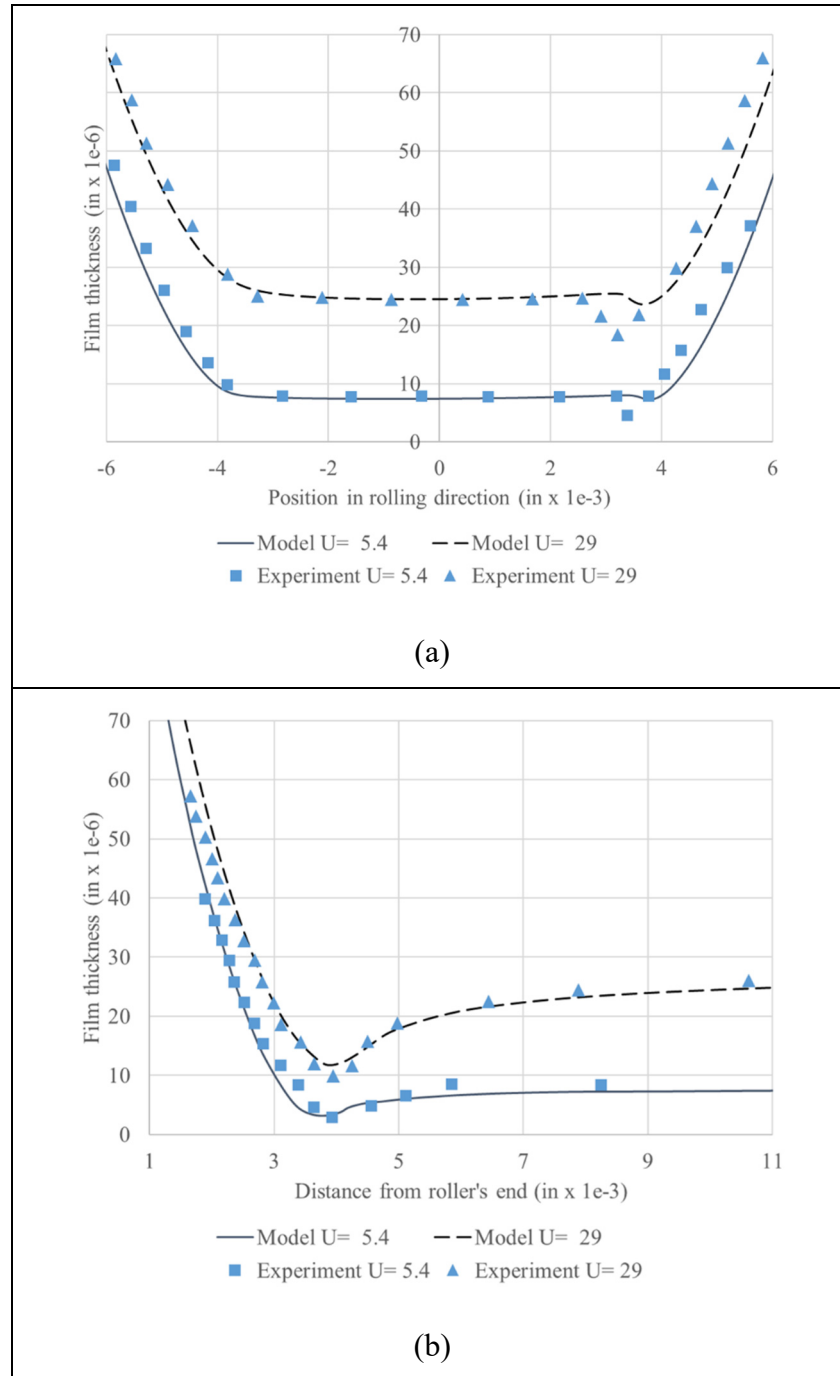 70
60
50
40
30
20
10
0
Film thickness (in x 1e-6)
-6 -4 -2 0 2 4 6
Position in rolling direction (in x 1e-3)
Model U= 5.4 Model U= 29
Experiment U= 5.4 Experiment U= 29
(a)
70
60
50
40
30
20
10
0
Film thickness (in x 1e-6)
1 3 5 7 9 11
Distance from roller's end (in x 1e-3)
Model U= 5.4 Model U= 29
Experiment U= 5.4 Experiment U= 29
(b)